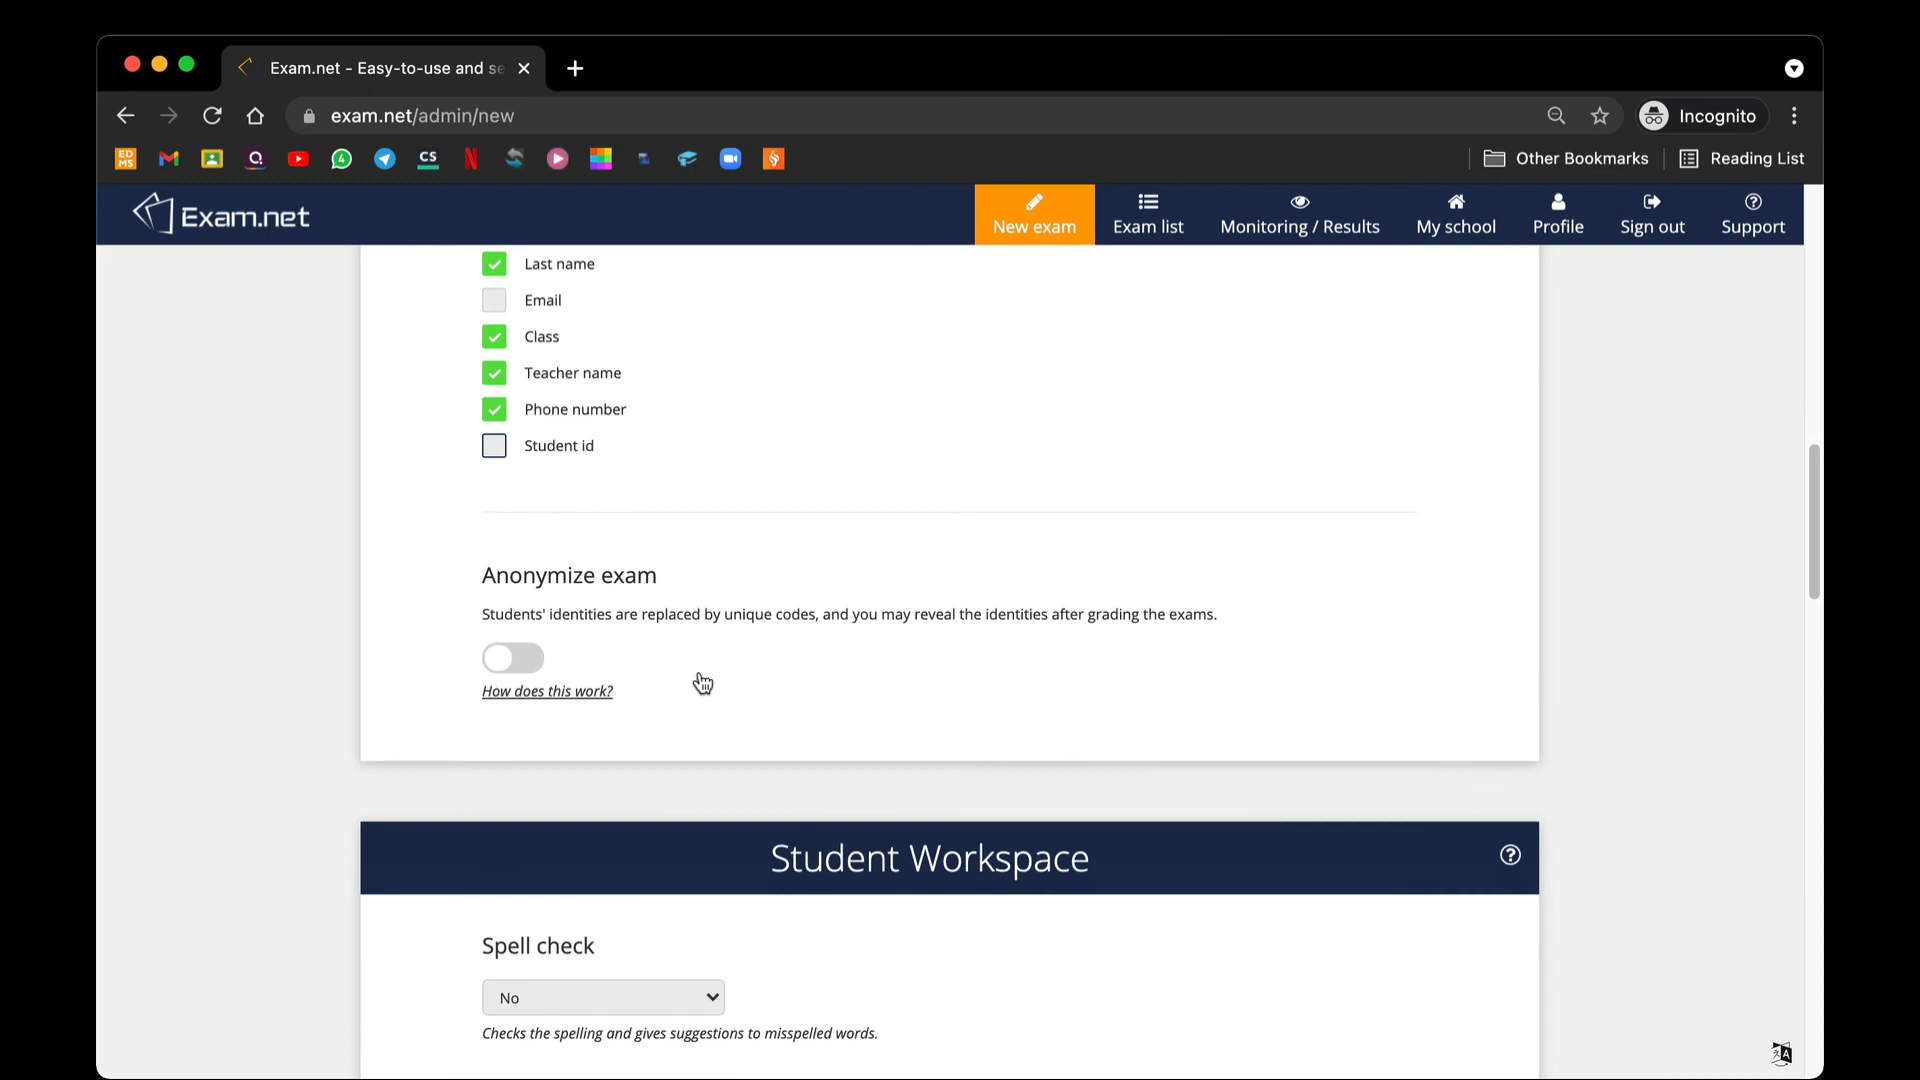 Exam.net - Easy-to-use and se
exam.net/admin/new
Incognito
ED
MS
4
CS
Other Bookmarks
Reading List
Exam.net
New exam
Exam list
Monitoring / Results
My school
Profile
Sign out
Support
Last name
Email
Class
Teacher name
Phone number
Student id
Anonymize exam
Students' identities are replaced by unique codes, and you may reveal the identities after grading the exams.
How does this work?
Student Workspace
Spell check
No
Checks the spelling and gives suggestions to misspelled words.